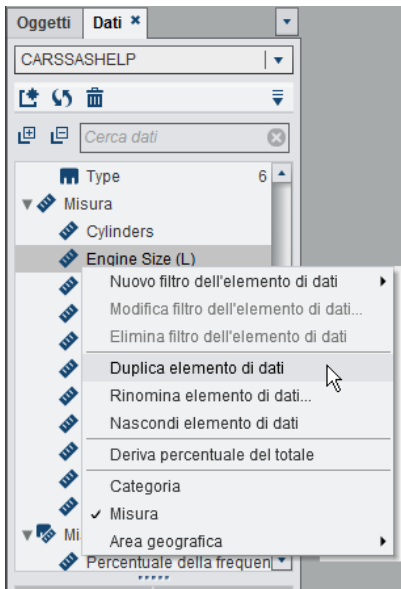 Oggetti Dati
CARSSASHELP
Cerca dati
Type 6
Misura
Cylinders
Engine Size (L)
Nuovo filtro dell'elemento di dati
Modifica filtro dell'elemento di dati...
Elimina filtro dell'elemento di dati
Duplica elemento di dati
Rinomina elemento di dati...
Nascondi elemento di dati
Deriva percentuale del totale
Categoria
Misura
Mi
Area geografica
Percentuale della frequen